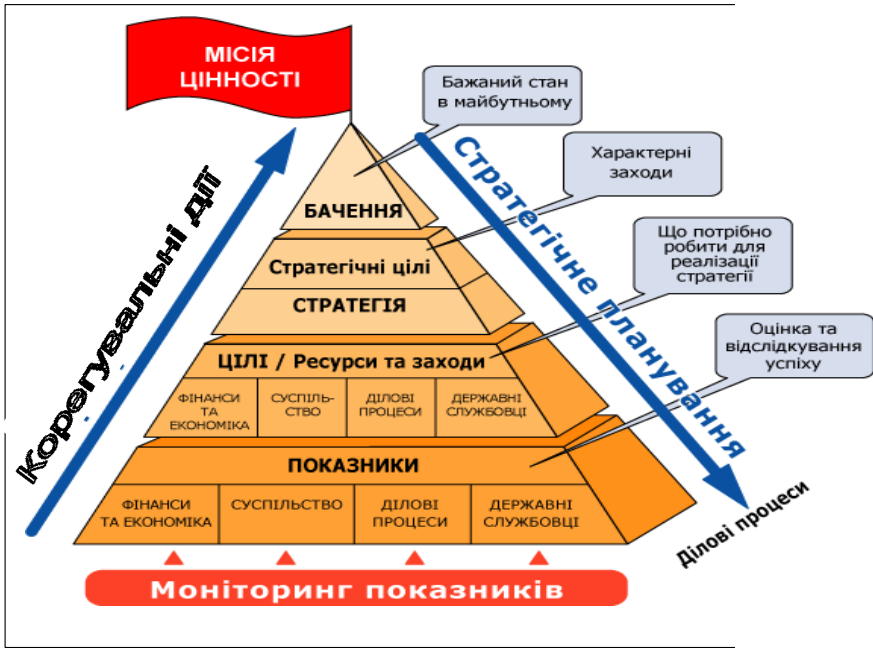 МІСІЯ
ЦІННОСТІ
Бажаний стан
в майбутньому
Характерні
заходи
Що потрібно
робити для
реалізації
стратегії
Оцінка та
відслідкування
успіху
Корегувальні дії
Стратегічне планування
Ділові процеси
БАЧЕННЯ
Стратегічні цілі
СТРАТЕГІЯ
ЦІЛІ / Ресурси та заходи
ФІНАНСИ
ТА
ЕКОНОМІКА
СУСПІЛЬ-
СТВО
ДІЛОВІ
ПРОЦЕСИ
ДЕРЖАВНІ
СЛУЖБОВЦІ
ПОКАЗНИКИ
ФІНАНСИ
ТА ЕКОНОМІКА
СУСПІЛЬСТВО
ДІЛОВІ
ПРОЦЕСИ
ДЕРЖАВНІ
СЛУЖБОВЦІ
Моніторинг показників